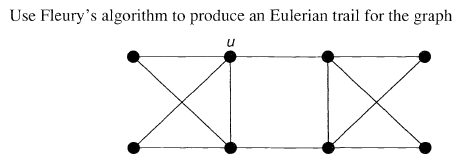 Use Fleury's algorithm to produce an Eulerian trail for the graph
u